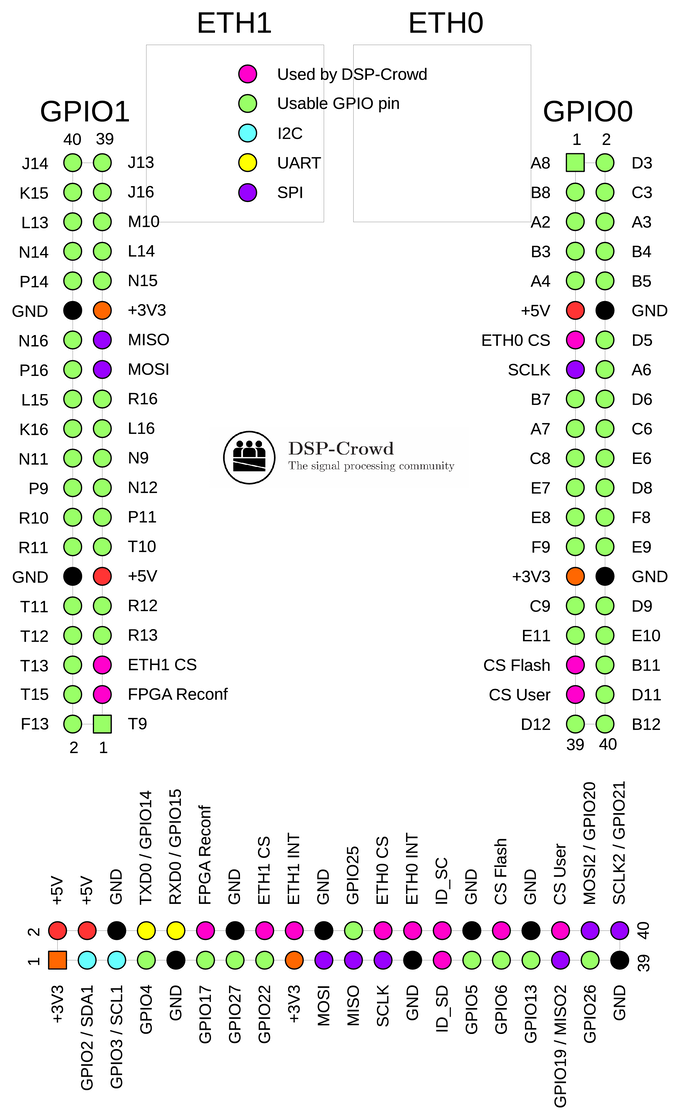 ETH1 ETH0
Used by DSP-Crowd
Usable GPIO pin
I2C
UART
SPI
GPIO1 GPIO0
40 39 1 2
J14 J13 A8 D3
K15 J16 B8 C3
L13 M10 A2 A3
N14 L14 B3 B4
P14 N15 A4 B5
GND +3V3 +5V GND
N16 MISO ETH0 CS D5
P16 MOSI SCLK A6
L15 R16 B7 D6
K16 L16 A7 C6
N11 N9 C8 E6
P9 N12 E7 D8
R10 P11 E8 F8
R11 T10 F9 E9
GND +5V +3V3 GND
T11 R12 C9 D9
T12 R13 E11 E10
T13 ETH1 CS CS Flash B11
T15 FPGA Reconf CS User D11
F13 T9 D12 B12
2 1 39 40
DSP-Crowd
The signal processing community
+5V
+5V
GND
TXD0 / GPIO14
RXD0 / GPIO15
FPGA Reconf
GND
ETH1 CS
ETH1 INT
GND
GPIO25
ETH0 CS
ETH0 INT
ID_SC
GND
CS Flash
GND
CS User
MOSI2 / GPIO20
SCLK2 / GPIO21
2 40
1 39
+3V3
GPIO2 / SDA1
GPIO3 / SCL1
GPIO4
GND
GPIO17
GPIO27
GPIO22
+3V3
MOSI
MISO
SCLK
GND
ID_SD
GPIO5
GPIO6
GPIO13
GPIO19 / MISO2
GPIO26
GND